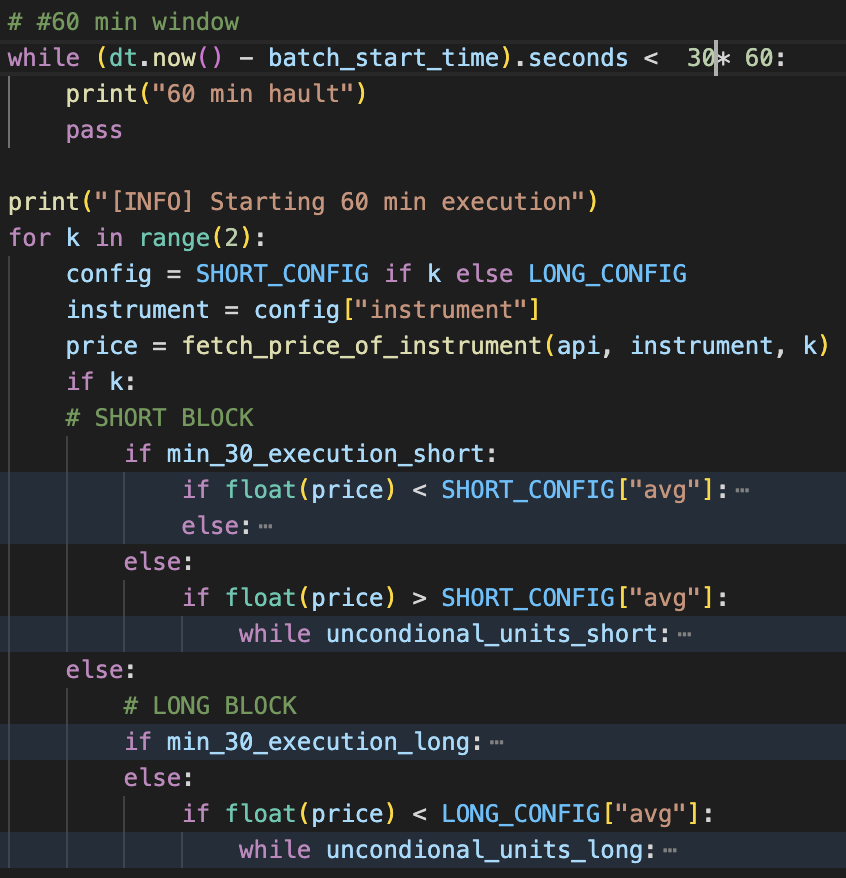 # #60 min window
while (dt.now() - batch_start_time).seconds <  30* 60:
    print("60 min hault")
    pass

print("[INFO] Starting 60 min execution")
for k in range(2):
    config = SHORT_CONFIG if k else LONG_CONFIG
    instrument = config["instrument"]
    price = fetch_price_of_instrument(api, instrument, k)
    if k:
    # SHORT BLOCK
        if min_30_execution_short:
            if float(price) < SHORT_CONFIG["avg"]:⋯
            else:⋯
        else:
            if float(price) > SHORT_CONFIG["avg"]:
                while uncondional_units_short:⋯
    else:
        # LONG BLOCK
        if min_30_execution_long:⋯
        else:
            if float(price) < LONG_CONFIG["avg"]:
                while uncondional_units_long:⋯